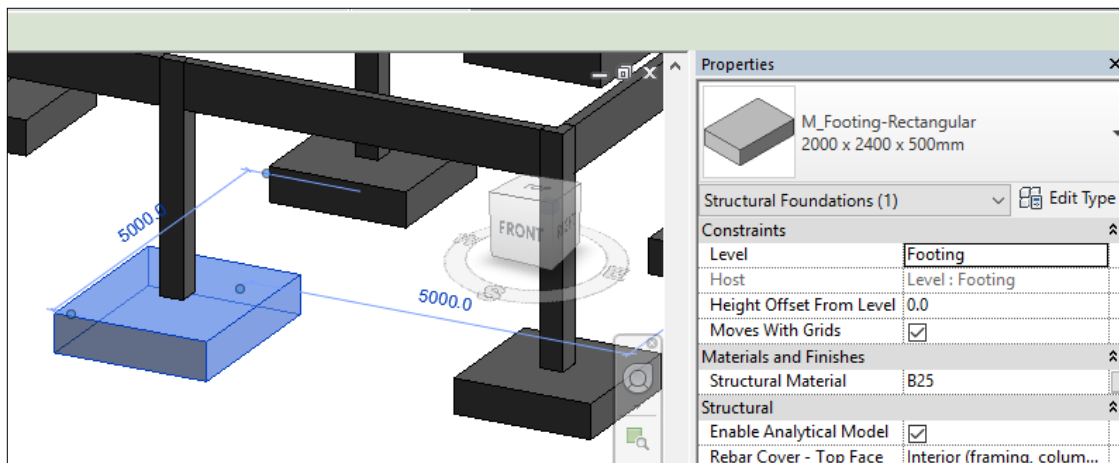 Properties
M_Footing-Rectangular
2000 x 2400 x 500mm
Structural Foundations (1)
Edit Type
Constraints
Level Footing
Host Level : Footing
Height Offset From Level 0.0
Moves With Grids
Materials and Finishes
Structural Material B25
Structural
Enable Analytical Model
Rebar Cover - Top Face Interior (framing, colum...
5000.0
5000.0
FRONT
S